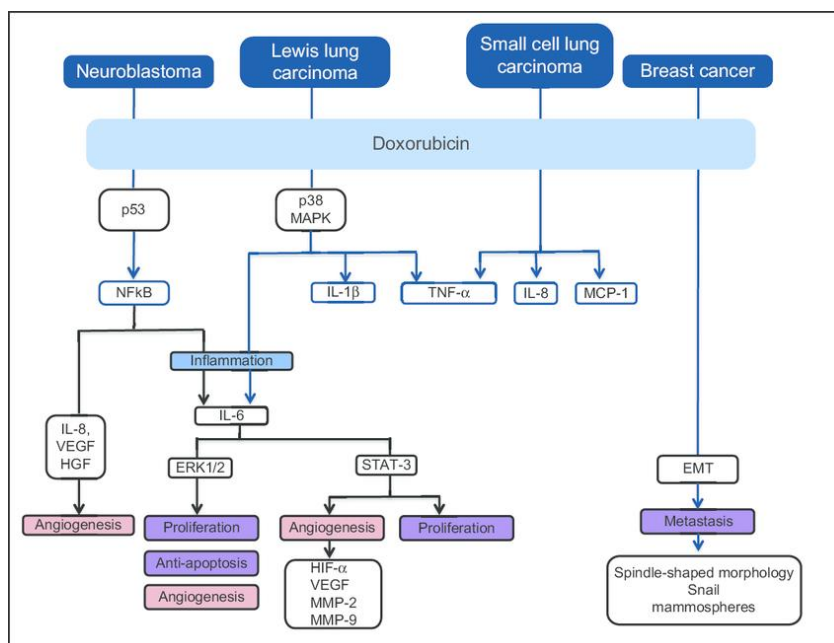 Neuroblastoma
Lewis lung
carcinoma
Small cell lung
carcinoma
Breast cancer
Doxorubicin
p53
p38
MAPK
NFkB
IL-1β
TNF-α
IL-8
MCP-1
Inflammation
IL-6
IL-8,
VEGF
HGF
ERK1/2
STAT-3
EMT
Angiogenesis
Proliferation
Angiogenesis
Proliferation
Metastasis
Anti-apoptosis
Angiogenesis
HIF-α
VEGF
MMP-2
MMP-9
Spindle-shaped morphology
Snail
mammospheres